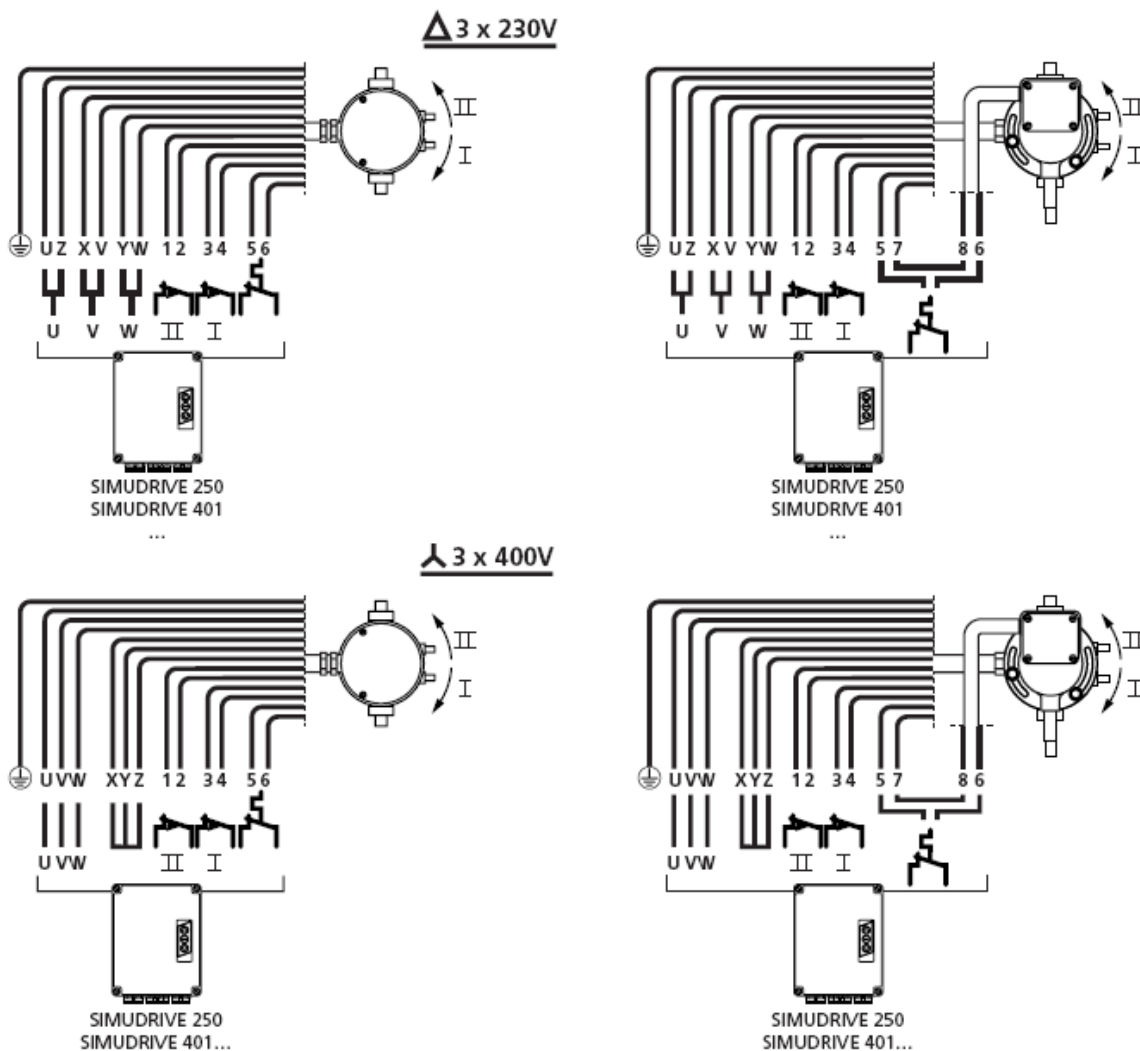 Δ 3 x 230V
II
I
U Z X V Y W 1 2 3 4 5 6
U V W II I
SIMUDRIVE 250
SIMUDRIVE 401
...
II
I
U Z X V Y W 1 2 3 4 5 7 8 6
U V W II I
SIMUDRIVE 250
SIMUDRIVE 401
...
3 x 400V
II
I
U V W X Y Z 1 2 3 4 5 6
U V W II I
SIMUDRIVE 250
SIMUDRIVE 401...
II
I
U V W X Y Z 1 2 3 4 5 7 8 6
U V W II I
SIMUDRIVE 250
SIMUDRIVE 401...